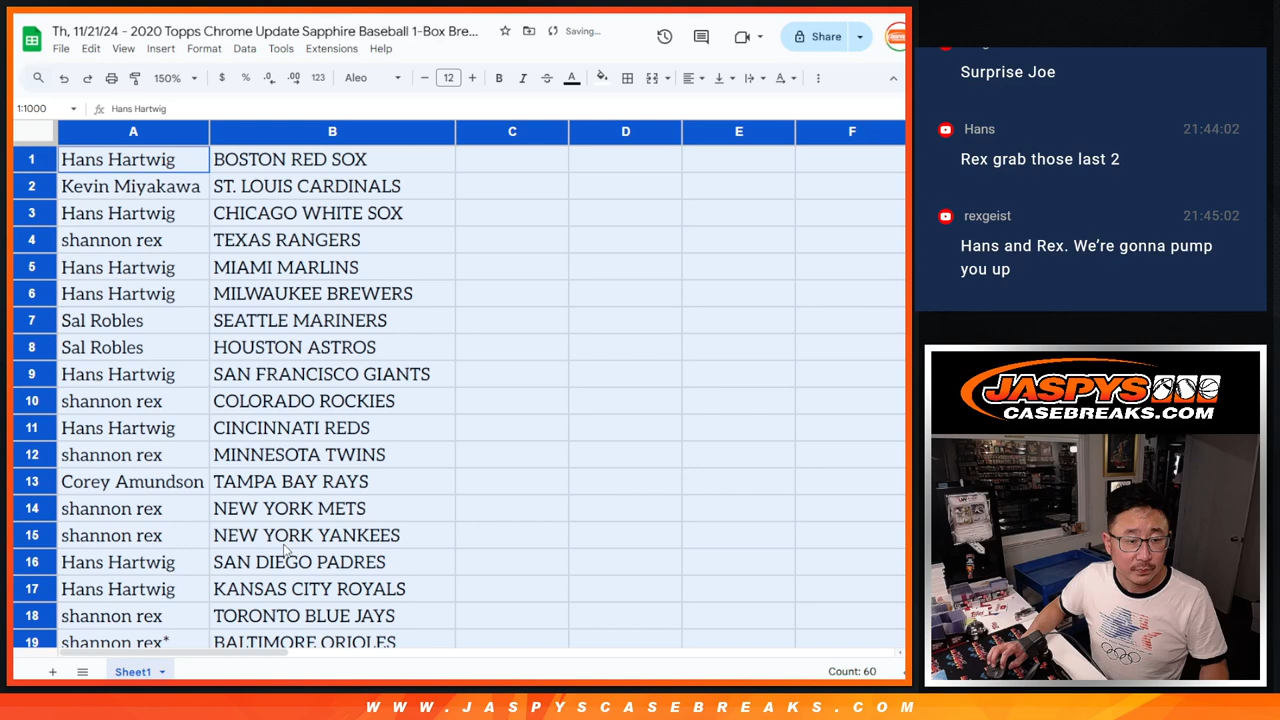 Th, 11/21/24 - 2020 Topps Chrome Update Sapphire Baseball 1-Box Bre...
Saving...
File Edit View Insert Format Data Tools Extensions Help
Share
150% $ % .0 .00 123 Aleo 12 B I A
1:1000 fx Hans Hartwig
A B C D E F
1 Hans Hartwig BOSTON RED SOX
2 Kevin Miyakawa ST. LOUIS CARDINALS
3 Hans Hartwig CHICAGO WHITE SOX
4 shannon rex TEXAS RANGERS
5 Hans Hartwig MIAMI MARLINS
6 Hans Hartwig MILWAUKEE BREWERS
7 Sal Robles SEATTLE MARINERS
8 Sal Robles HOUSTON ASTROS
9 Hans Hartwig SAN FRANCISCO GIANTS
10 shannon rex COLORADO ROCKIES
11 Hans Hartwig CINCINNATI REDS
12 shannon rex MINNESOTA TWINS
13 Corey Amundson TAMPA BAY RAYS
14 shannon rex NEW YORK METS
15 shannon rex NEW YORK YANKEES
16 Hans Hartwig SAN DIEGO PADRES
17 Hans Hartwig KANSAS CITY ROYALS
18 shannon rex TORONTO BLUE JAYS
19 shannon rex* BALTIMORE ORIOLES
Sheet1
Count: 60
Surprise Joe
Hans 21:44:02
Rex grab those last 2
rexgeist 21:45:02
Hans and Rex. We're gonna pump
you up
JASPYS
CASEBREAKS.COM
WWW.JASPYSCASEBREAKS.COM